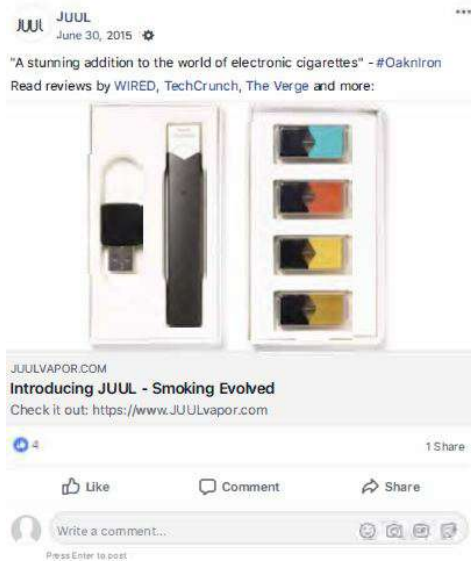 JUUL
JUUL
June 30, 2015
"A stunning addition to the world of electronic cigarettes" - #OaknIron
Read reviews by WIRED, TechCrunch, The Verge and more:
JUULVAPOR.COM
Introducing JUUL - Smoking Evolved
Check it out: https://www.JUULvapor.com
4
1 Share
Like Comment Share
Write a comment...
Press Enter to post